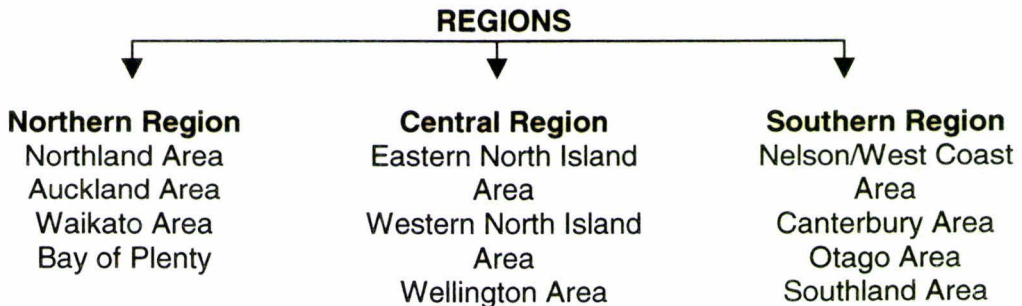 REGIONS
Northern Region
Northland Area
Auckland Area
Waikato Area
Bay of Plenty
Central Region
Eastern North Island
Area
Western North Island
Area
Wellington Area
Southern Region
Nelson/West Coast
Area
Canterbury Area
Otago Area
Southland Area